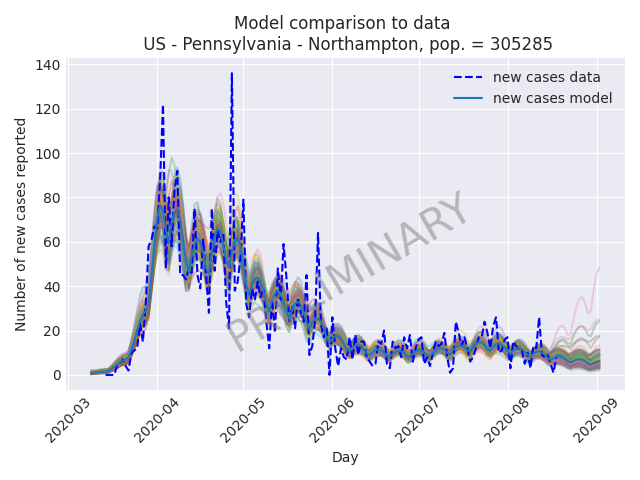 Model comparison to data
US - Pennsylvania - Northampton, pop. = 305285
140
120
100
80
60
40
20
0
Number of new cases reported
new cases data
new cases model
PRELIMINARY
2020-03
2020-04
2020-05
2020-06
2020-07
2020-08
2020-09
Day